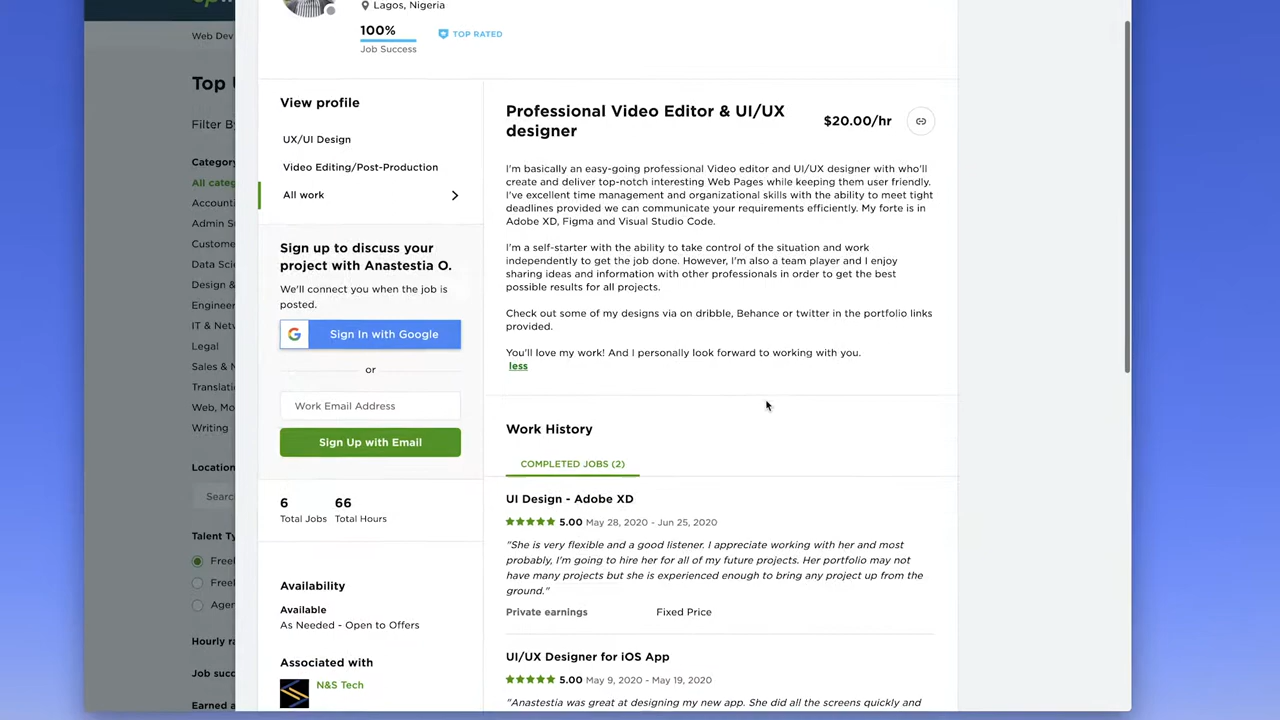 Lagos, Nigeria
100%
TOP RATED
Job Success
Web Dev
Top
Filter By
Category
All categ
Accounti
Admin S
Custome
Data Scie
Design &
Engineer
IT & Netw
Legal
Sales & M
Translati
Web, Mo
Writing
Location
Searc
Talent Ty
Freel
Freel
Agen
Hourly ra
Job succ
Earned a
View profile
UX/UI Design
Video Editing/Post-Production
All work
Sign up to discuss your
project with Anastestia O.
We'll connect you when the job is
posted.
Sign In with Google
or
Work Email Address
Sign Up with Email
6
66
Total Jobs
Total Hours
Availability
Available
As Needed - Open to Offers
Associated with
N&S Tech
Professional Video Editor & UI/UX
designer
$20.00/hr
I'm basically an easy-going professional Video editor and UI/UX designer with who'll
create and deliver top-notch interesting Web Pages while keeping them user friendly.
I've excellent time management and organizational skills with the ability to meet tight
deadlines provided we can communicate your requirements efficiently. My forte is in
Adobe XD, Figma and Visual Studio Code.
I'm a self-starter with the ability to take control of the situation and work
independently to get the job done. However, I'm also a team player and I enjoy
sharing ideas and information with other professionals in order to get the best
possible results for all projects.
Check out some of my designs via on dribble, Behance or twitter in the portfolio links
provided.
You'll love my work! And I personally look forward to working with you.
less
Work History
COMPLETED JOBS (2)
UI Design - Adobe XD
5.00 May 28, 2020 - Jun 25, 2020
"She is very flexible and a good listener. I appreciate working with her and most
probably, I'm going to hire her for all of my future projects. Her portfolio may not
have many projects but she is experienced enough to bring any project up from the
ground."
Private earnings
Fixed Price
UI/UX Designer for iOS App
5.00 May 9, 2020 - May 19, 2020
"Anastestia was great at designing my new app. She did all the screens quickly and